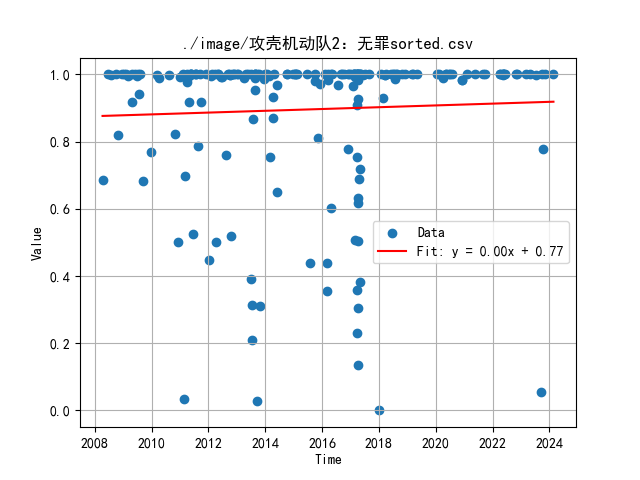 ./image/攻壳机动队2：无罪sorted.csv
1.0
0.8
0.6
0.4
0.2
0.0
Value
Data
Fit: y = 0.00x + 0.77
2008 2010 2012 2014 2016 2018 2020 2022 2024
Time